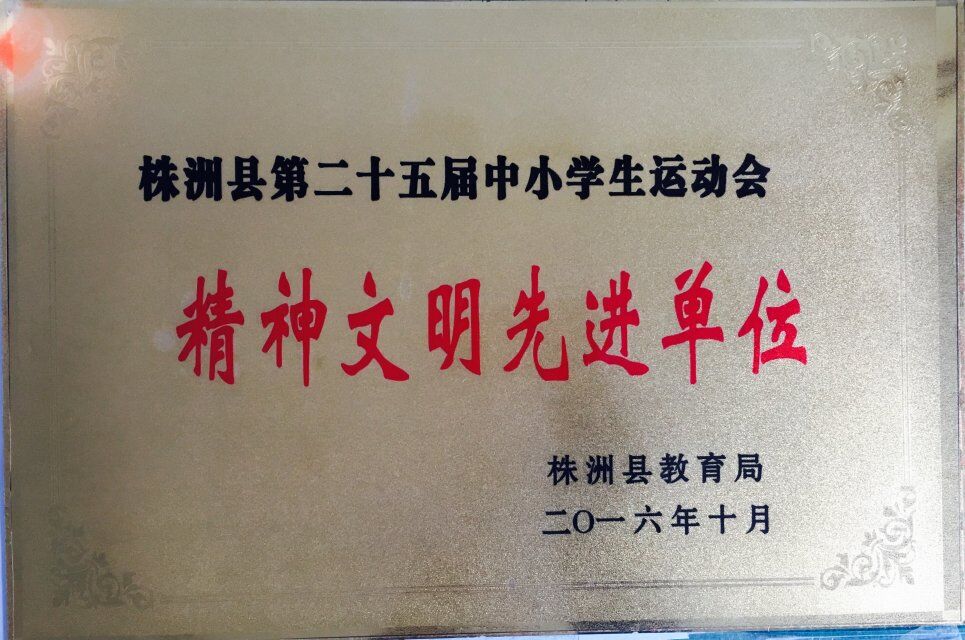 株洲县第二十五届中小学生运动会
精神文明先进单位
株洲县教育局
二〇一六年十月